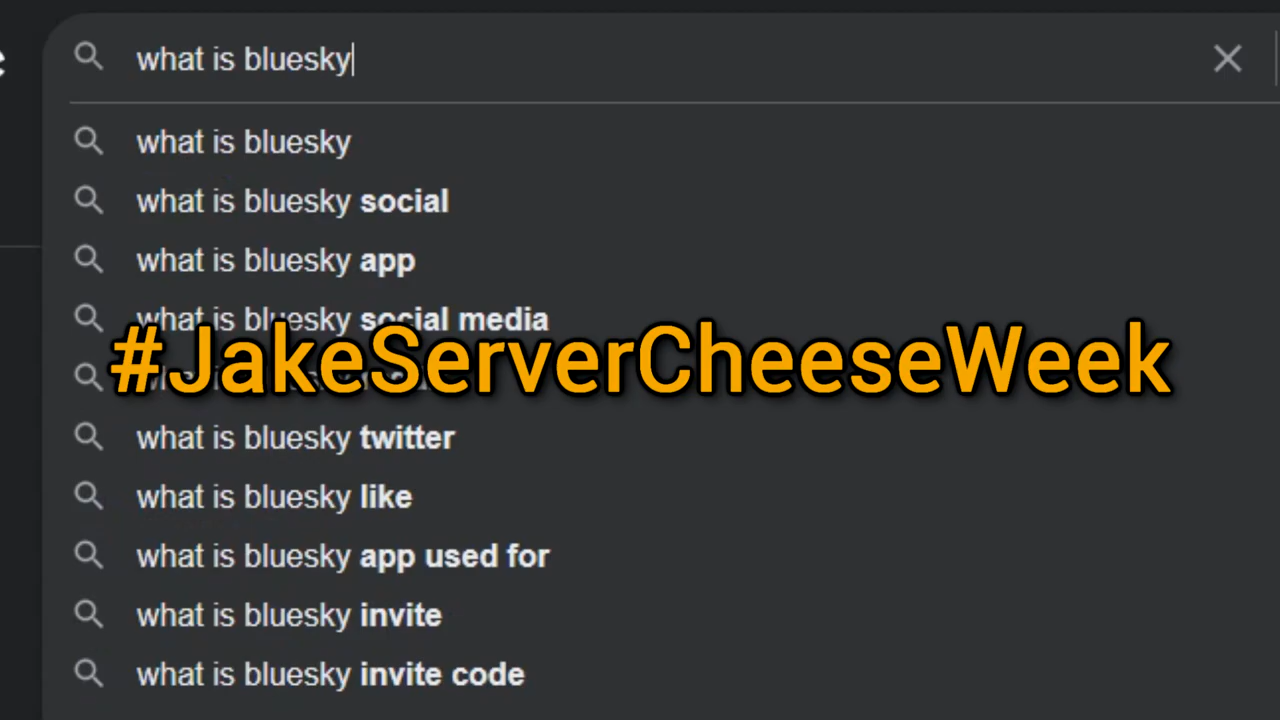 what is bluesky
what is bluesky
what is bluesky social
what is bluesky app
what is bluesky social media
#JakeServerCheeseWeek
what is bluesky twitter
what is bluesky like
what is bluesky app used for
what is bluesky invite
what is bluesky invite code